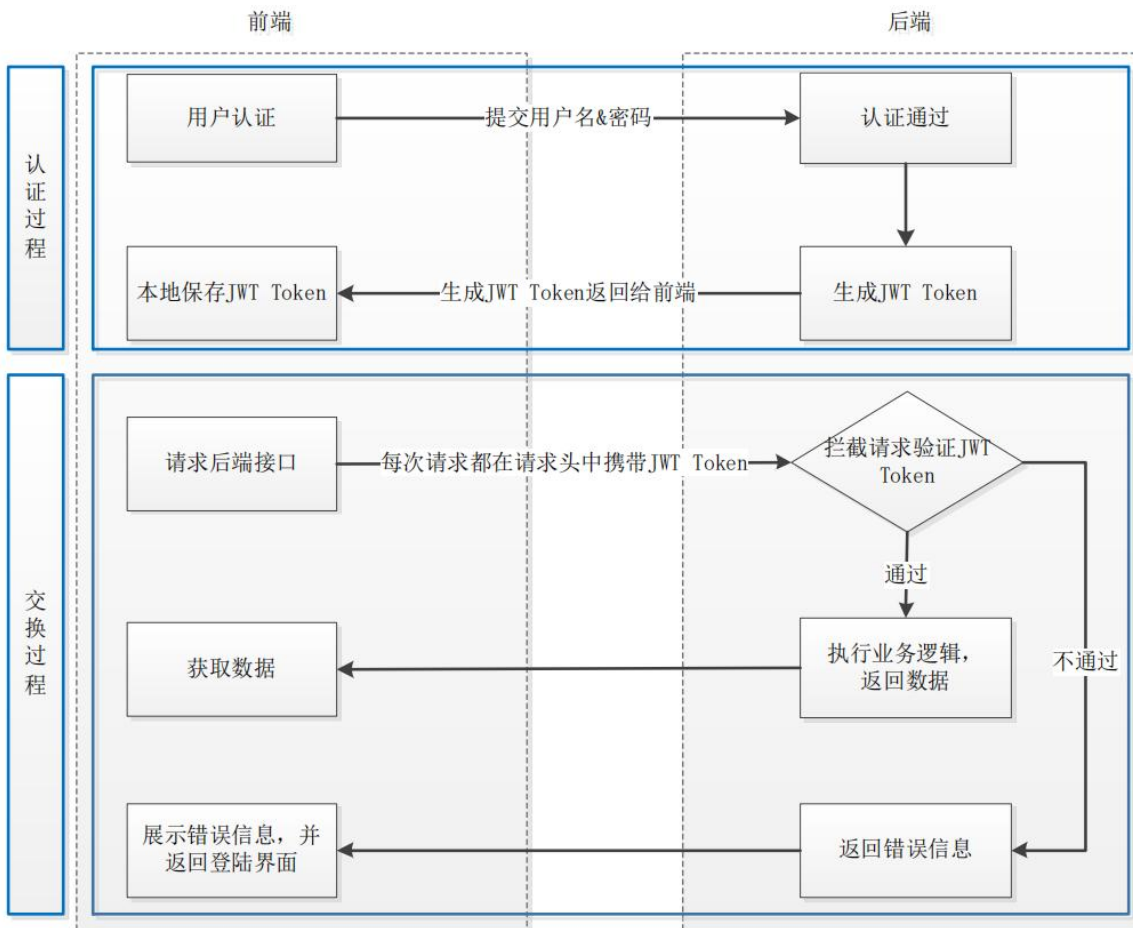 前端
后端
认证过程
用户认证
提交用户名&密码
认证通过
本地保存JWT Token
生成JWT Token返回给前端
生成JWT Token
交换过程
请求后端接口
每次请求都在请求头中携带JWT Token
拦截请求验证JWT
Token
通过
不通过
获取数据
执行业务逻辑，
返回数据
展示错误信息，并
返回登陆界面
返回错误信息